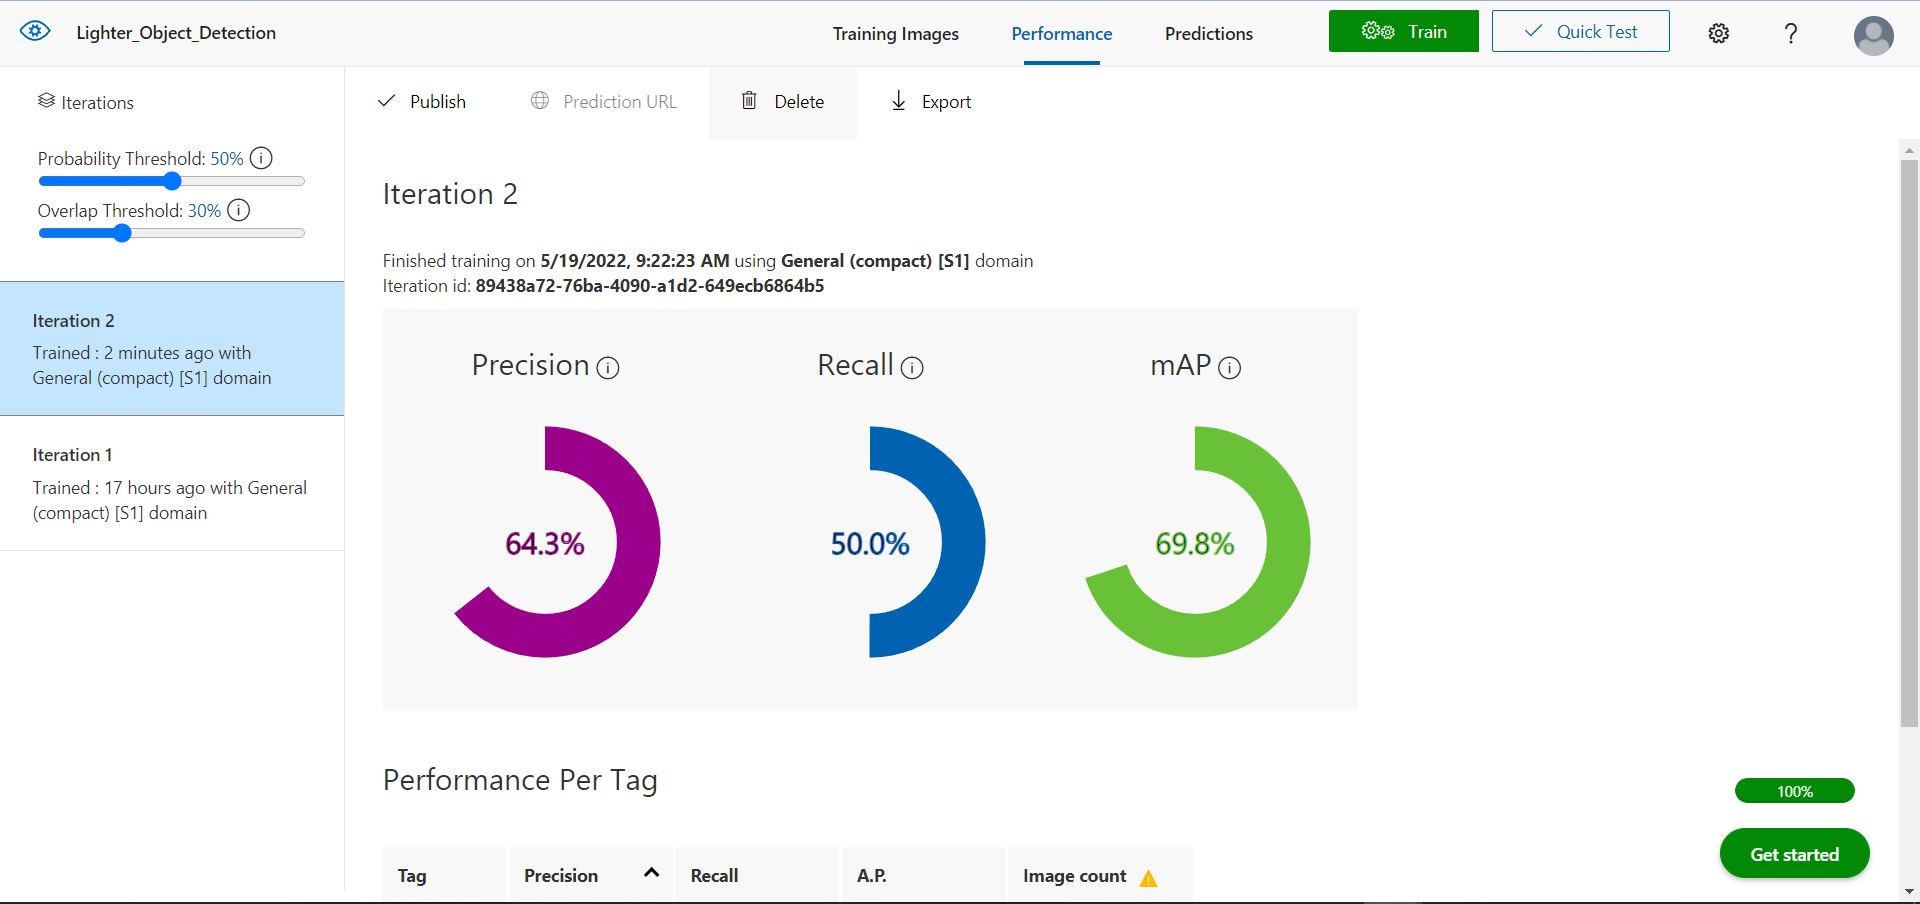 Lighter_Object_Detection
Training Images
Performance
Predictions
Train
Quick Test
?
Iterations
Probability Threshold: 50%
Overlap Threshold: 30%
Iteration 2
Trained : 2 minutes ago with
General (compact) [S1] domain
Iteration 1
Trained : 17 hours ago with General
(compact) [S1] domain
Publish
Prediction URL
Delete
Export
Iteration 2
Finished training on 5/19/2022, 9:22:23 AM using General (compact) [S1] domain
Iteration id: 89438a72-76ba-4090-a1d2-649ecb6864b5
Precision
Recall
mAP
64.3%
50.0%
69.8%
Performance Per Tag
Tag
Precision
Recall
A.P.
Image count
100%
Get started